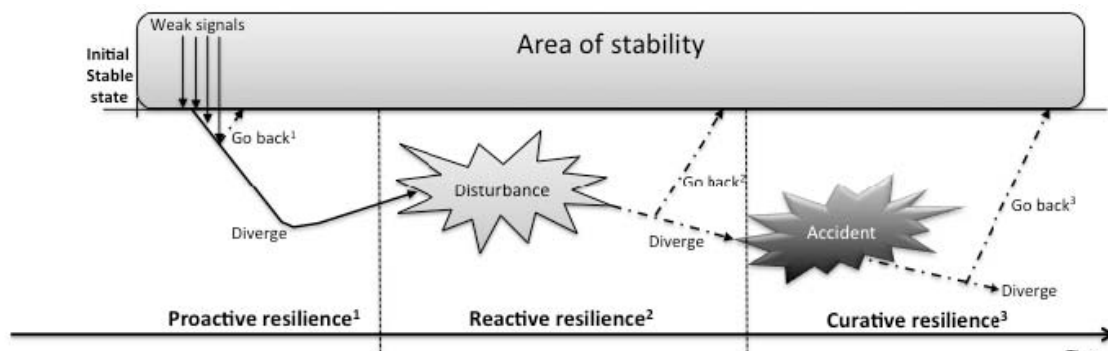 Weak signals
Area of stability
Initial
Stable
state
Go back¹
Diverge
Disturbance
Go back²
Diverge
Accident
Go back³
Diverge
Proactive resilience¹
Reactive resilience²
Curative resilience³